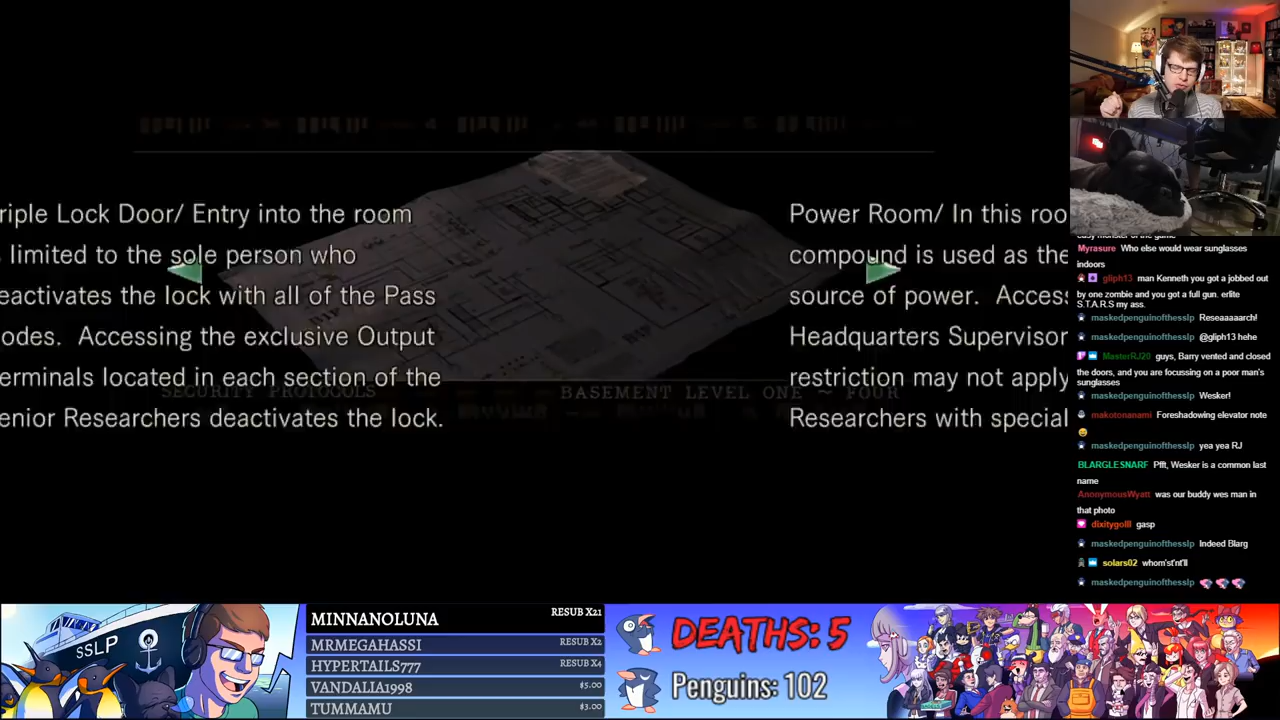 riple Lock Door/ Entry into the room
limited to the sole person who
eactivates the lock with all of the Pass
odes. Accessing the exclusive Output
erminals located in each section of the
enior Researchers deactivates the lock.
Power Room/ In this roo
compound is used as the
source of power. Access
Headquarters Supervisor
restriction may not apply
Researchers with special
SECURITY PROTOCOLS
BASEMENT LEVEL ONE ~ FOUR
easy monster of the game
Myrasure Who else would wear sunglasses
indoors
gliph13 man Kenneth you got a jobbed out
by one zombie and you got a full gun. erlite
S.T.A.R.S my ass.
maskedpenguinofthesslp Reseaaaaarch!
maskedpenguinofthesslp @gliph13 hehe
MasterRJ20 guys, Barry vented and closed
the doors, and you are focussing on a poor man's
sunglasses
maskedpenguinofthesslp Wesker!
makotonanami Foreshadowing elevator note
maskedpenguinofthesslp yea yea RJ
BLARGLESNARF Pfft, Wesker is a common last
name
AnonymousWyatt was our buddy wes man in
that photo
dixitygolll gasp
maskedpenguinofthesslp Indeed Blarg
solars02 whom'st'nt'll
maskedpenguinofthesslp
SSLP
MINNANOLUNA RESUB X21
MRMEGAHASSI RESUB X2
HYPERTAILS777 RESUB X4
VANDALIA1998 $5.00
TUMMAMU $3.00
DEATHS: 5
Penguins: 102